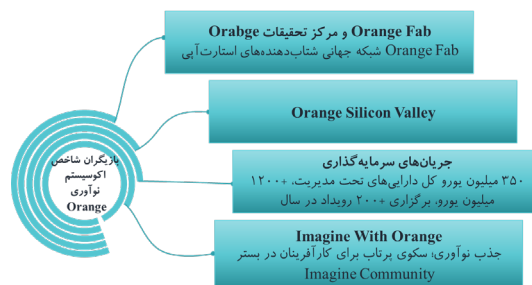 Orange Fab و مرکز تحقیقات Orabge
Orange Fab شبکه جهانی شتاب‌دهنده‌های استارت‌آپی
Orange Silicon Valley
جریان‌های سرمایه‌گذاری
۳۵۰ میلیون یورو کل دارایی‌های تحت مدیریت، +۱۲۰۰
میلیون یورو، برگزاری +۲۰۰ رویداد در سال
Imagine With Orange
جذب نوآوری؛ سکوی پرتاب برای کارآفرینان در بستر
Imagine Community
بازیگران شاخص
اکوسیستم
نوآوری
Orange